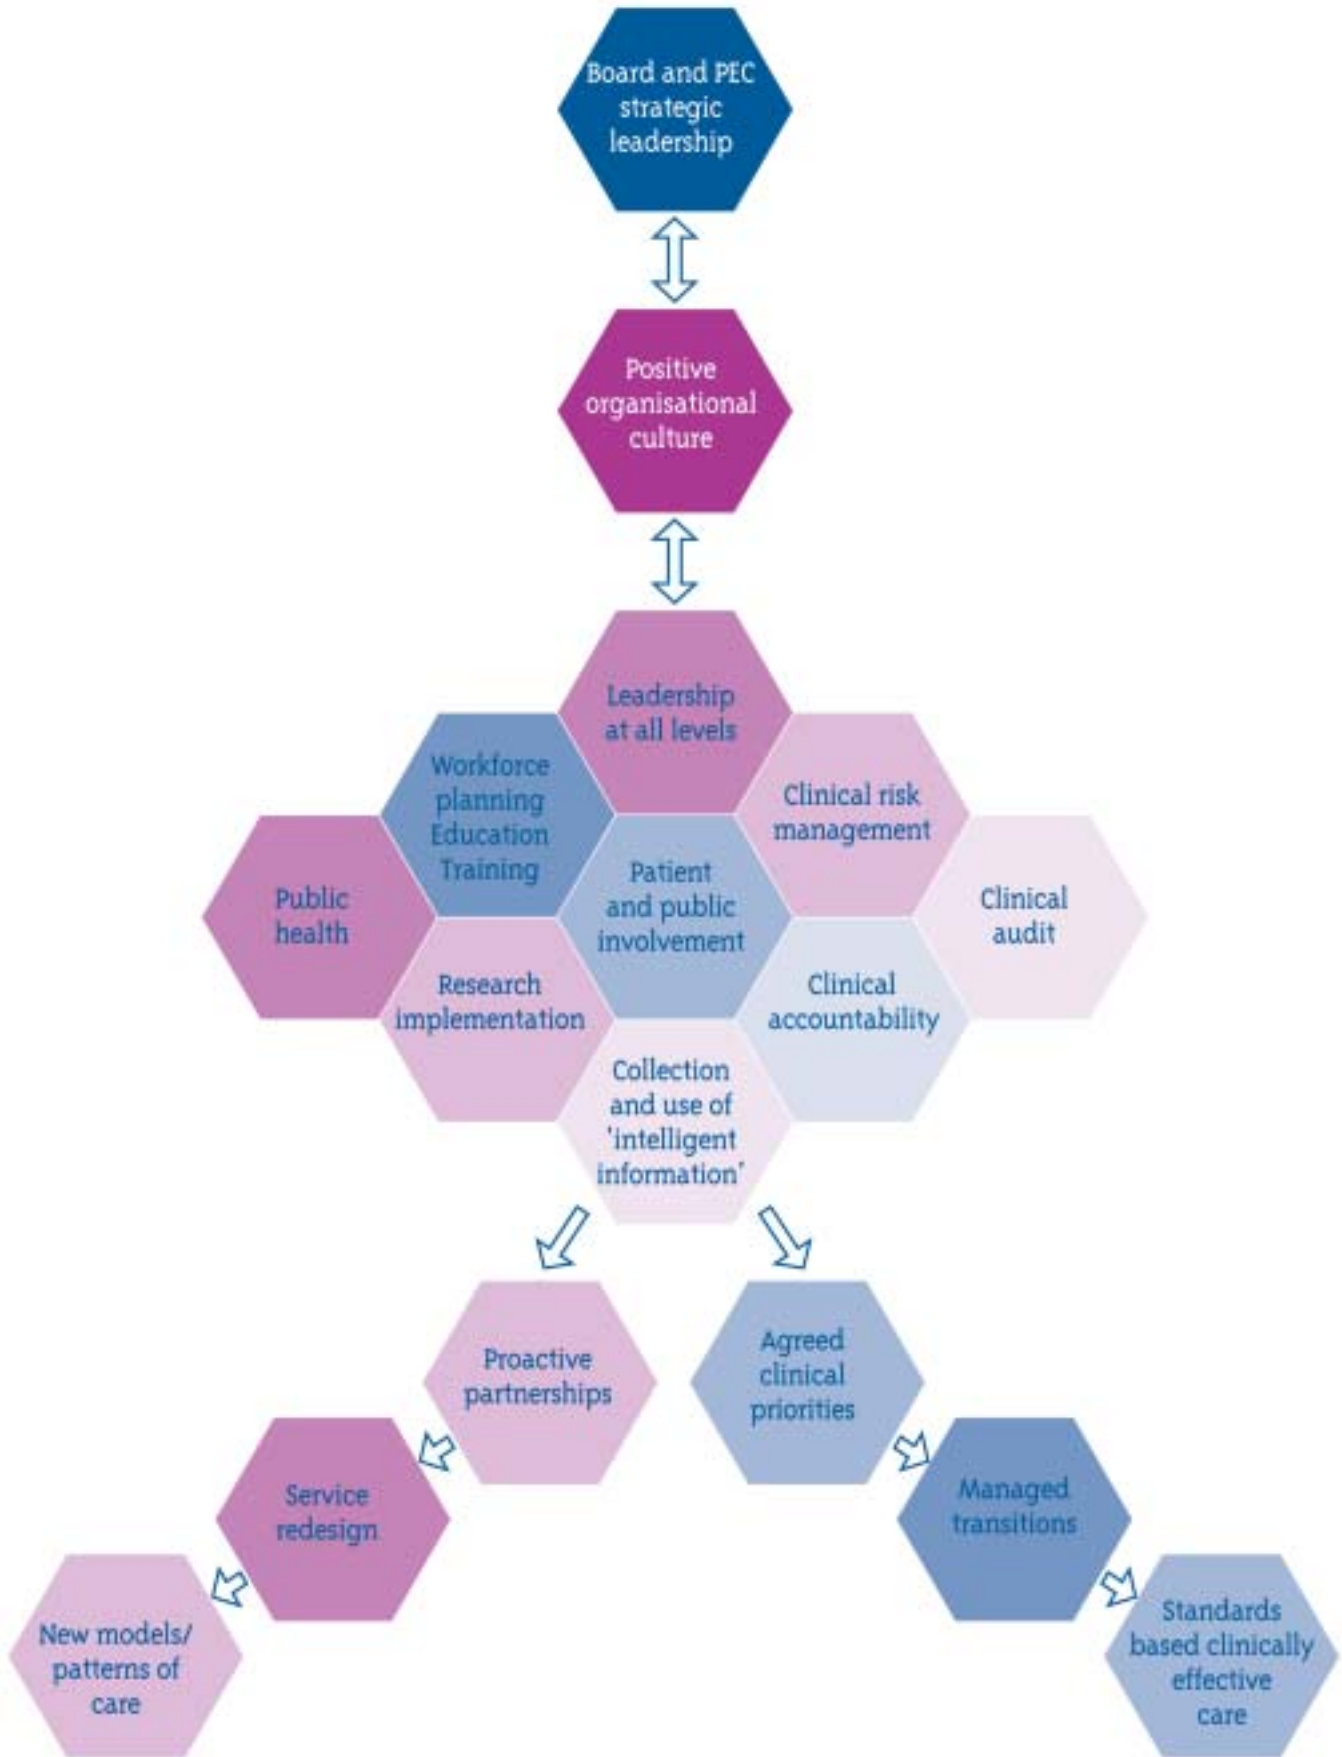 Board and PEC
strategic
leadership
Positive
organisational
culture
Leadership
at all levels
Workforce
planning
Education
Training
Clinical risk
management
Public
health
Patient
and public
involvement
Clinical
audit
Research
implementation
Clinical
accountability
Collection
and use of
'intelligent
information'
Proactive
partnerships
Agreed
clinical
priorities
Service
redesign
Managed
transitions
New models/
patterns of
care
Standards
based clinically
effective
care